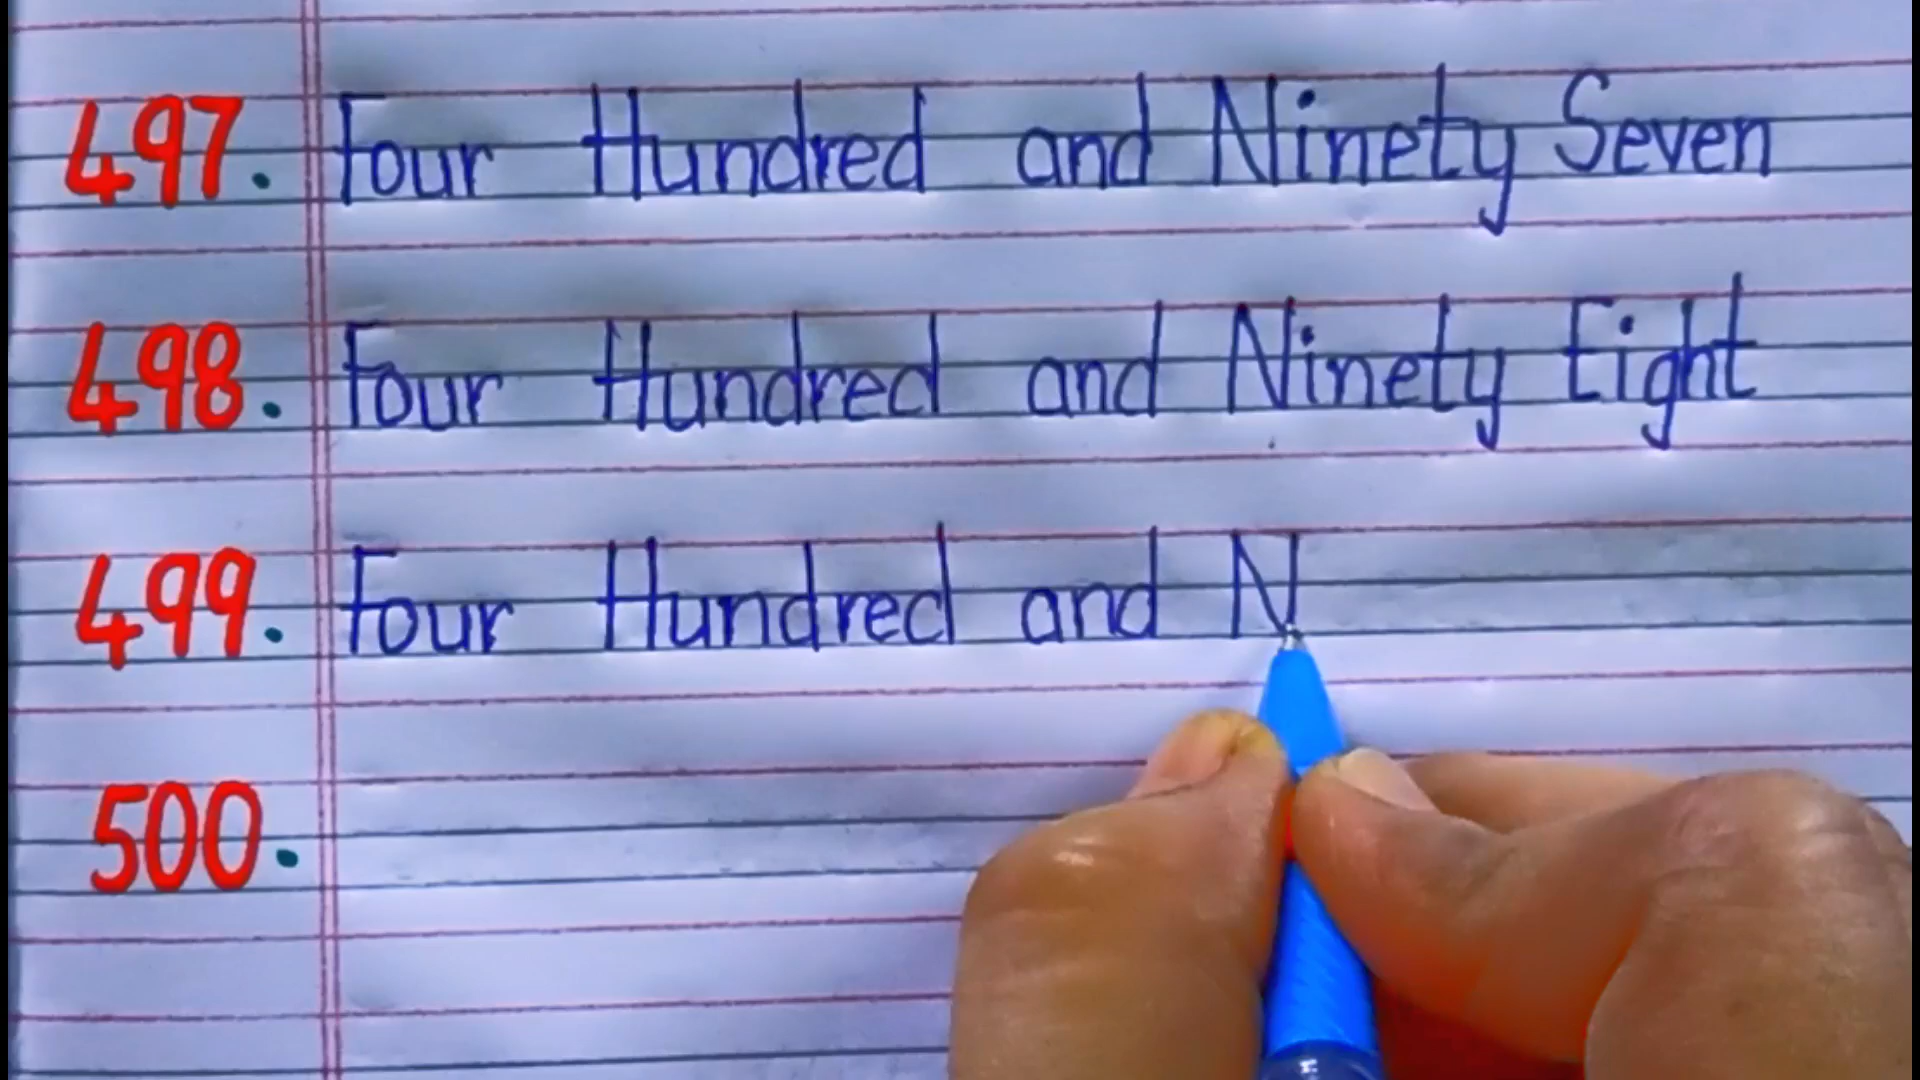 497. Four Hundred and Ninety Seven
498. Four Hundred and Ninety Eight
499. Four Hundred and N
500.